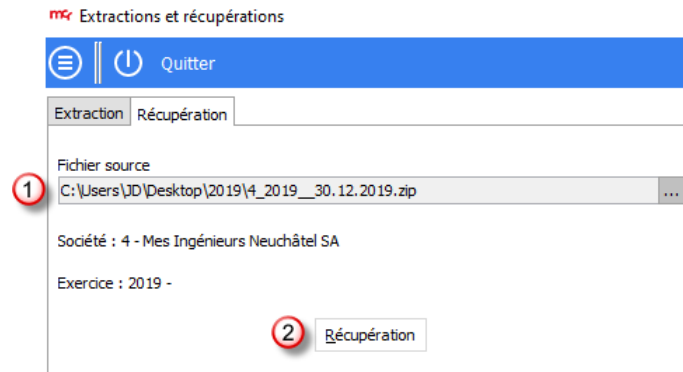 mcr Extractions et récupérations
Quitter
Extraction Récupération
Fichier source
1 C:\Users\JD\Desktop\2019\4_2019__30.12.2019.zip ...
Société : 4 - Mes Ingénieurs Neuchâtel SA
Exercice : 2019 -
2 Récupération